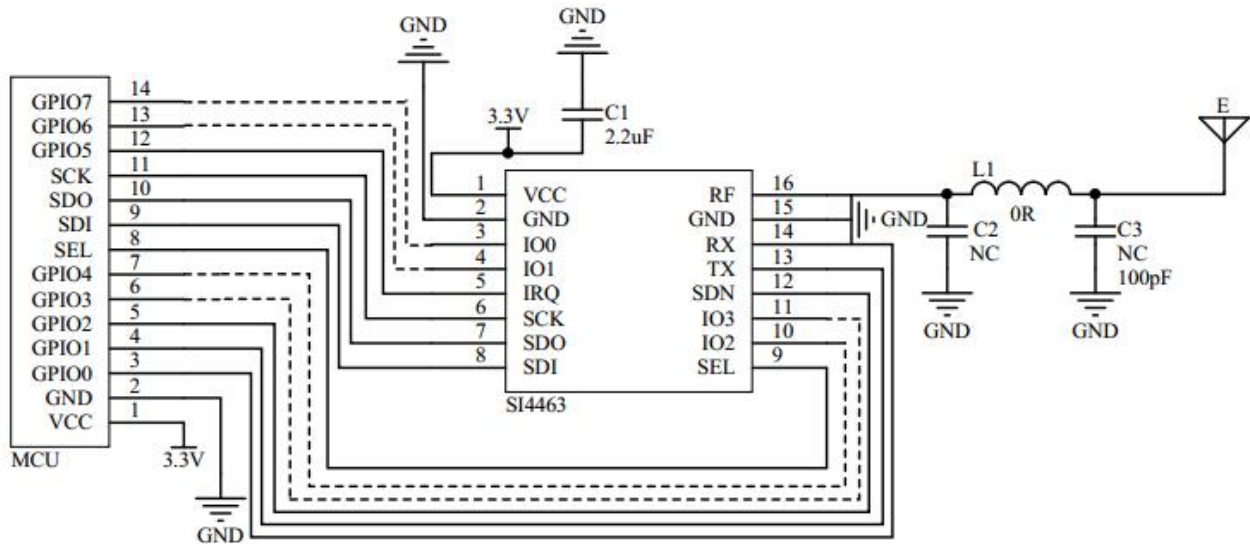 GND
GND
3.3V
C1
2.2uF
E
GPIO7 14
GPIO6 13
GPIO5 12
SCK 11
SDO 10
SDI 9
SEL 8
GPIO4 7
GPIO3 6
GPIO2 5
GPIO1 4
GPIO0 3
GND 2
VCC 1
MCU
3.3V
GND
1 VCC
2 GND
3 IO0
4 IO1
5 IRQ
6 SCK
7 SDO
8 SDI
RF 16
GND 15
RX 14
TX 13
SDN 12
IO3 11
IO2 10
SEL 9
SI4463
GND
L1
0R
C2
NC
C3
NC
100pF
GND
GND